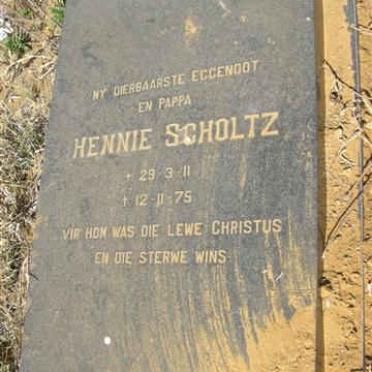 NY DIERBAARSTE EGGENOOT
EN PAPPA
HENNIE SCHOLTZ
* 29-3-11
† 12-11-75
VIR HOM WAS DIE LEWE CHRISTUS
EN DIE STERWE WINS